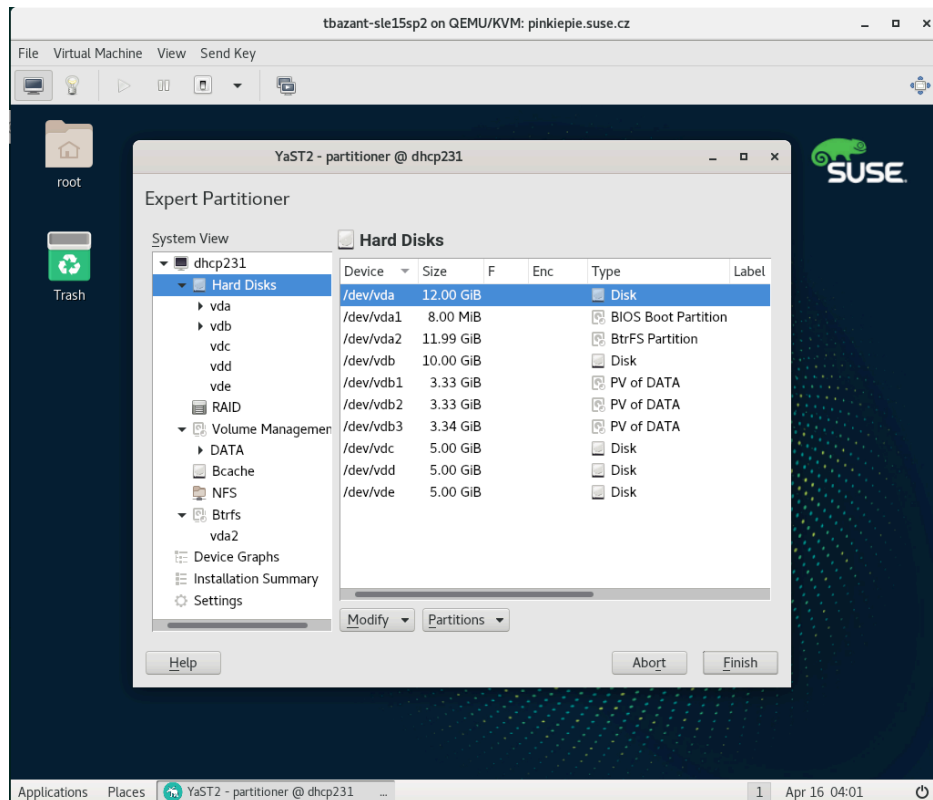 tbazant-sle15sp2 on QEMU/KVM: pinkiepie.suse.cz
File Virtual Machine View Send Key
root
Trash
SUSE.
YaST2 - partitioner @ dhcp231
Expert Partitioner
System View
dhcp231
Hard Disks
vda
vdb
vdc
vdd
vde
RAID
Volume Managemen
DATA
Bcache
NFS
Btrfs
vda2
Device Graphs
Installation Summary
Settings
Hard Disks
Device Size F Enc Type Label
/dev/vda 12.00 GiB Disk
/dev/vda1 8.00 MiB BIOS Boot Partition
/dev/vda2 11.99 GiB BtrFS Partition
/dev/vdb 10.00 GiB Disk
/dev/vdb1 3.33 GiB PV of DATA
/dev/vdb2 3.33 GiB PV of DATA
/dev/vdb3 3.34 GiB PV of DATA
/dev/vdc 5.00 GiB Disk
/dev/vdd 5.00 GiB Disk
/dev/vde 5.00 GiB Disk
Modify Partitions
Help Abort Finish
Applications Places YaST2 - partitioner @ dhcp231 ... 1 Apr 16 04:01